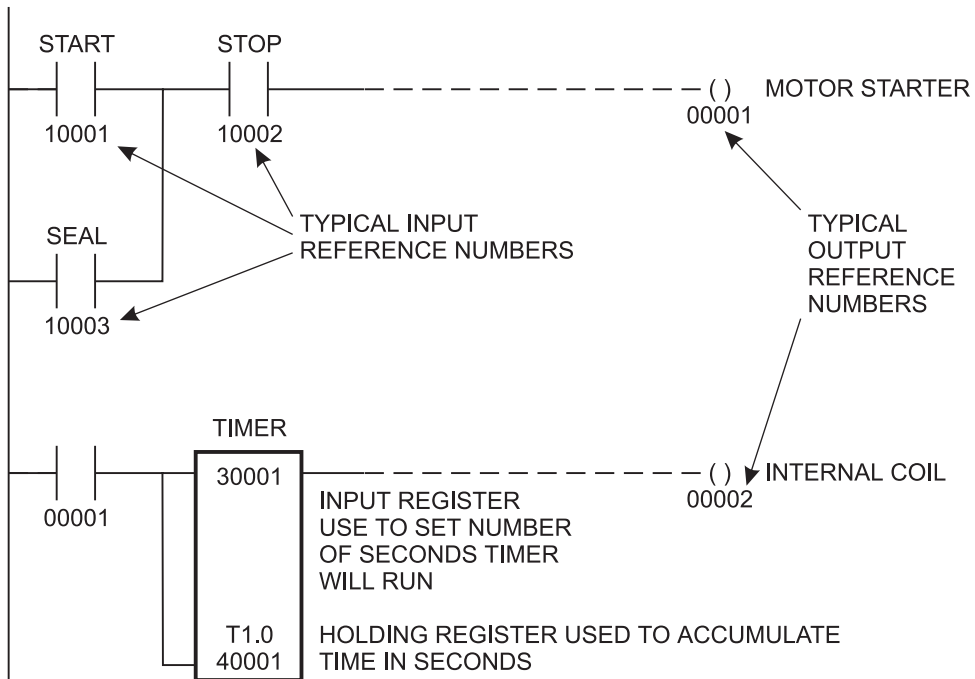 START
STOP
( ) MOTOR STARTER
10001
10002
00001
SEAL
TYPICAL INPUT
REFERENCE NUMBERS
TYPICAL
OUTPUT
REFERENCE
NUMBERS
10003
TIMER
30001
( ) INTERNAL COIL
00001
00002
INPUT REGISTER
USE TO SET NUMBER
OF SECONDS TIMER
WILL RUN
T1.0
40001
HOLDING REGISTER USED TO ACCUMULATE
TIME IN SECONDS